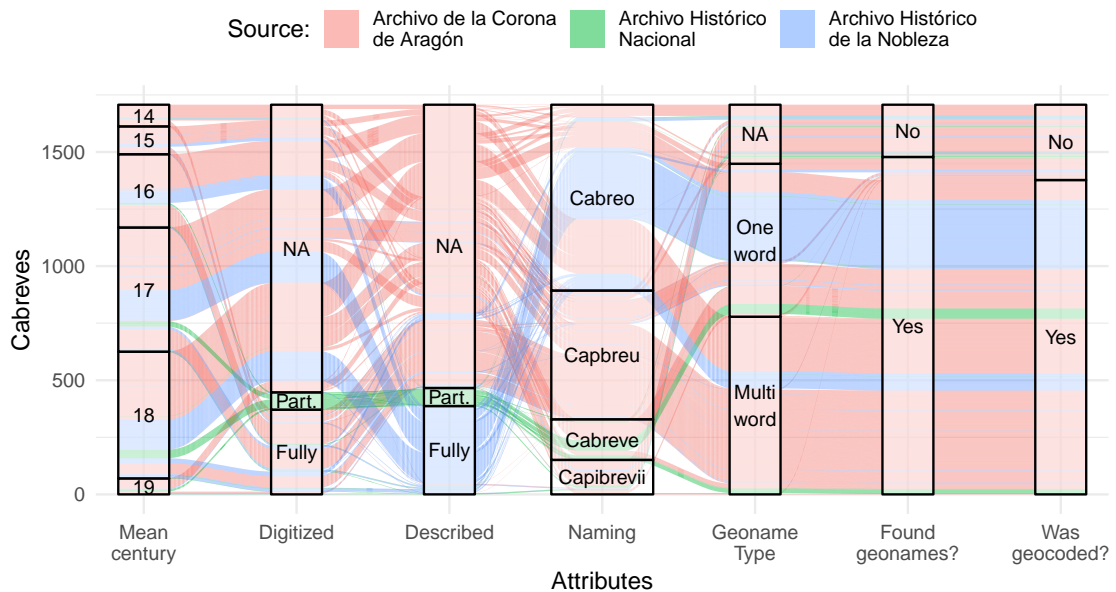 Source:
Archivo de la Corona
de Aragón
Archivo Histórico
Nacional
Archivo Histórico
de la Nobleza
Cabreves
1500
1000
500
0
14
15
16
17
18
19
NA
Part.
Fully
NA
Part.
Fully
Cabreo
Capbreu
Cabreve
Capibrevii
NA
One
word
Multi
word
No
Yes
No
Yes
Mean
century
Digitized
Described
Naming
Geoname
Type
Found
geonames?
Was
geocoded?
Attributes